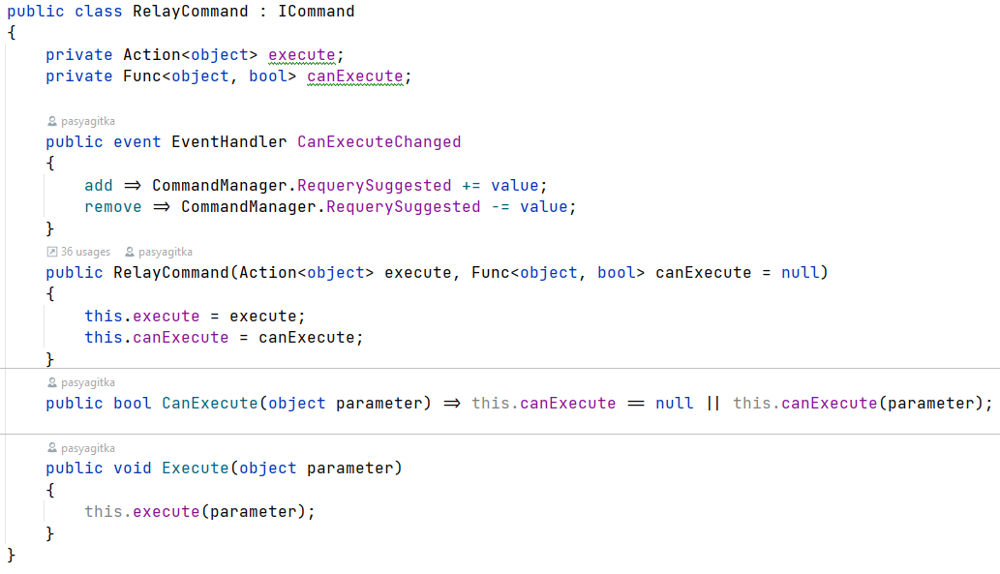 public class RelayCommand : ICommand
{
    private Action<object> execute;
    private Func<object, bool> canExecute;

    pasyagitka
    public event EventHandler CanExecuteChanged
    {
        add => CommandManager.RequerySuggested += value;
        remove => CommandManager.RequerySuggested -= value;
    }
    36 usages pasyagitka
    public RelayCommand(Action<object> execute, Func<object, bool> canExecute = null)
    {
        this.execute = execute;
        this.canExecute = canExecute;
    }
    pasyagitka
    public bool CanExecute(object parameter) => this.canExecute == null || this.canExecute(parameter);

    pasyagitka
    public void Execute(object parameter)
    {
        this.execute(parameter);
    }
}